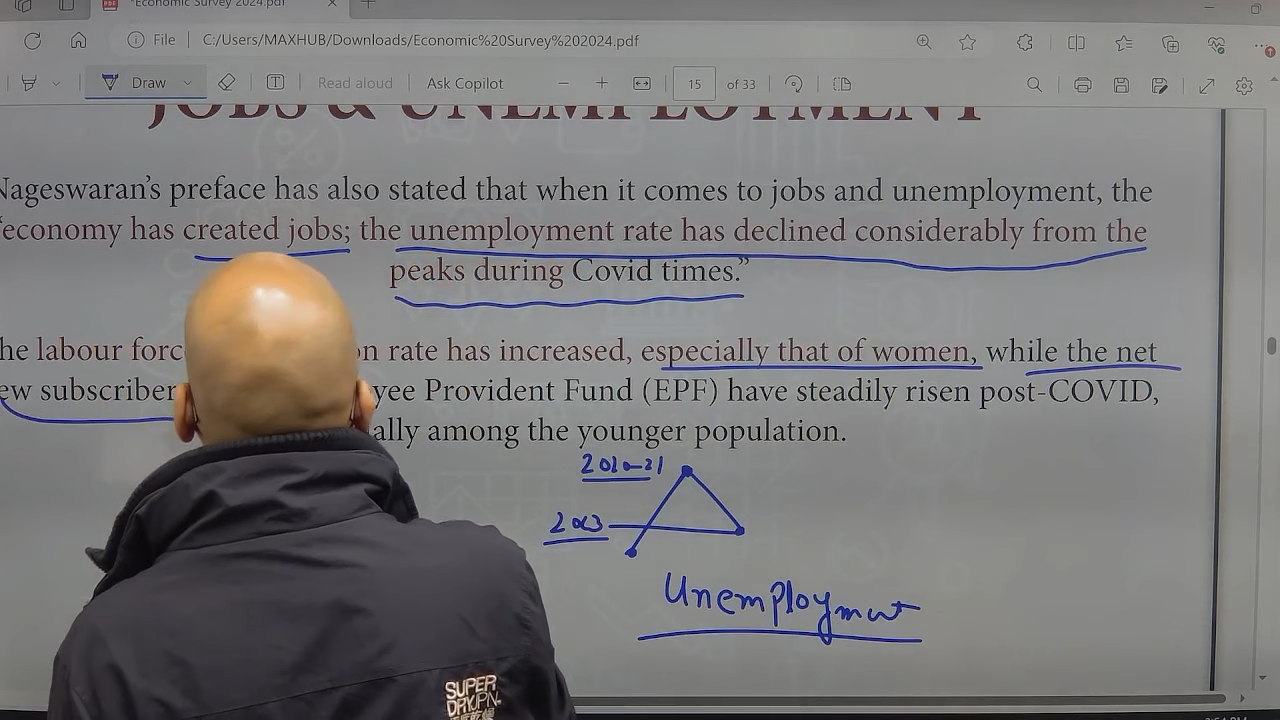 "Economic Survey 2024.pdf
File C:/Users/MAXHUB/Downloads/Economic%20Survey%202024.pdf
Draw Read aloud Ask Copilot 15 of 33
JOBS & UNEMPLOYMENT
Nageswaran's preface has also stated that when it comes to jobs and unemployment, the
"economy has created jobs; the unemployment rate has declined considerably from the
peaks during Covid times."
he labour forc n rate has increased, especially that of women, while the net
ew subscriber yee Provident Fund (EPF) have steadily risen post-COVID,
ally among the younger population.
2020-21
2023
Unemployment
SUPER
DRYJPN.